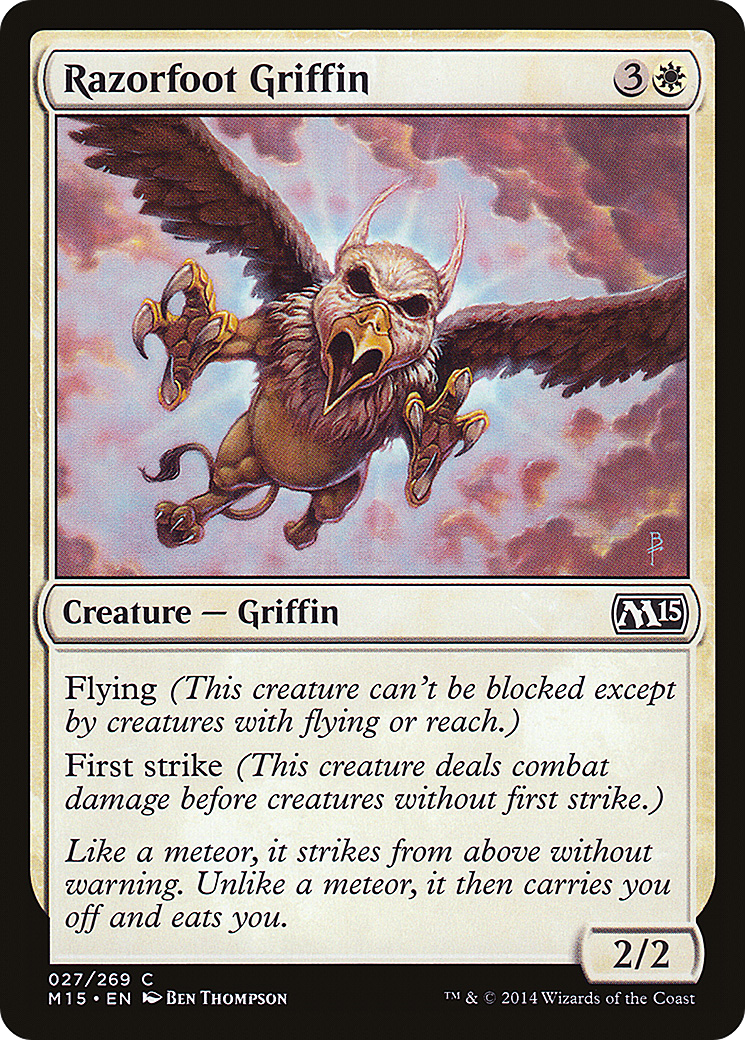 Razorfoot Griffin 3
BF
Creature — Griffin M15
Flying (This creature can't be blocked except
by creatures with flying or reach.)
First strike (This creature deals combat
damage before creatures without first strike.)
Like a meteor, it strikes from above without
warning. Unlike a meteor, it then carries you
off and eats you.
2/2
027/269 C
M15 • EN Ben Thompson ™ & © 2014 Wizards of the Coast